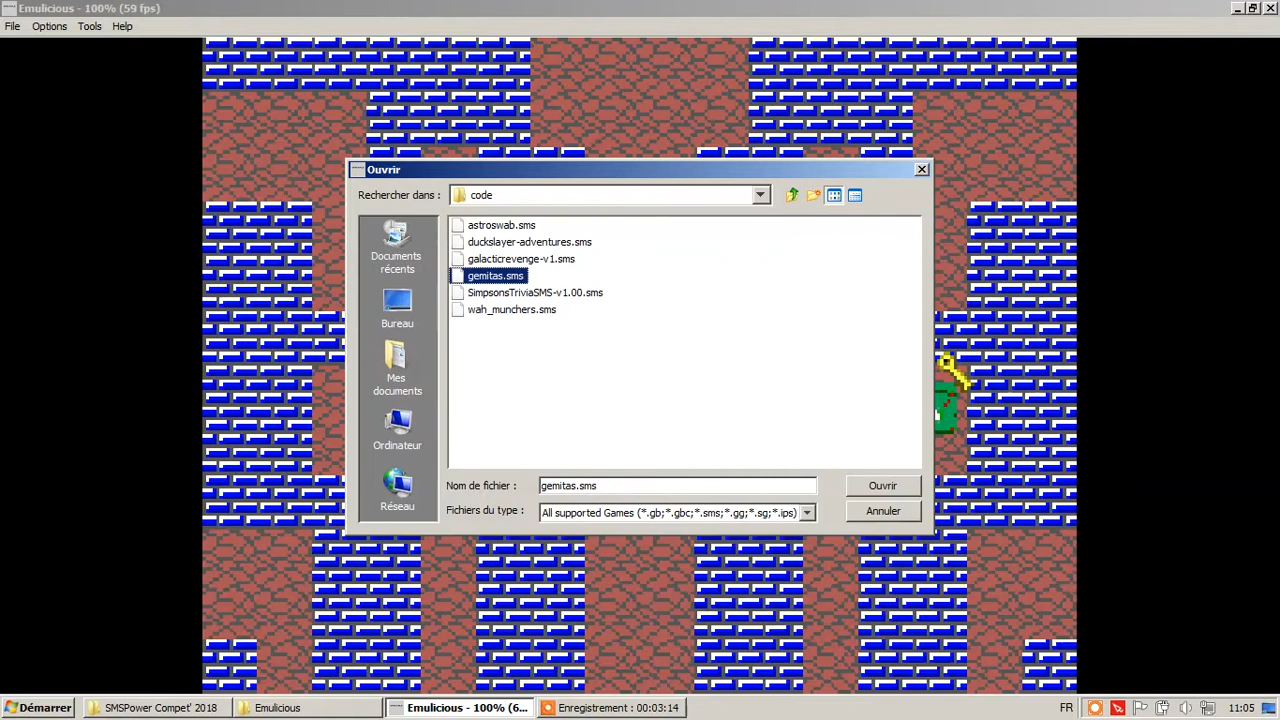 Emulicious - 100% (59 fps)
File Options Tools Help
Ouvrir
Rechercher dans : code
Documents récents
Bureau
Mes documents
Ordinateur
Réseau
astroswab.sms
duckslayer-adventures.sms
galacticrevenge-v1.sms
gemitas.sms
SimpsonsTriviaSMS-v1.00.sms
wah_munchers.sms
Nom de fichier : gemitas.sms Ouvrir
Fichiers du type : All supported Games (*.gb;*.gbc;*.sms;*.gg;*.sg;*.ips) Annuler
Démarrer SMSPower Compet' 2018 Emulicious Emulicious - 100% (6... Enregistrement : 00:03:14 FR 11:05